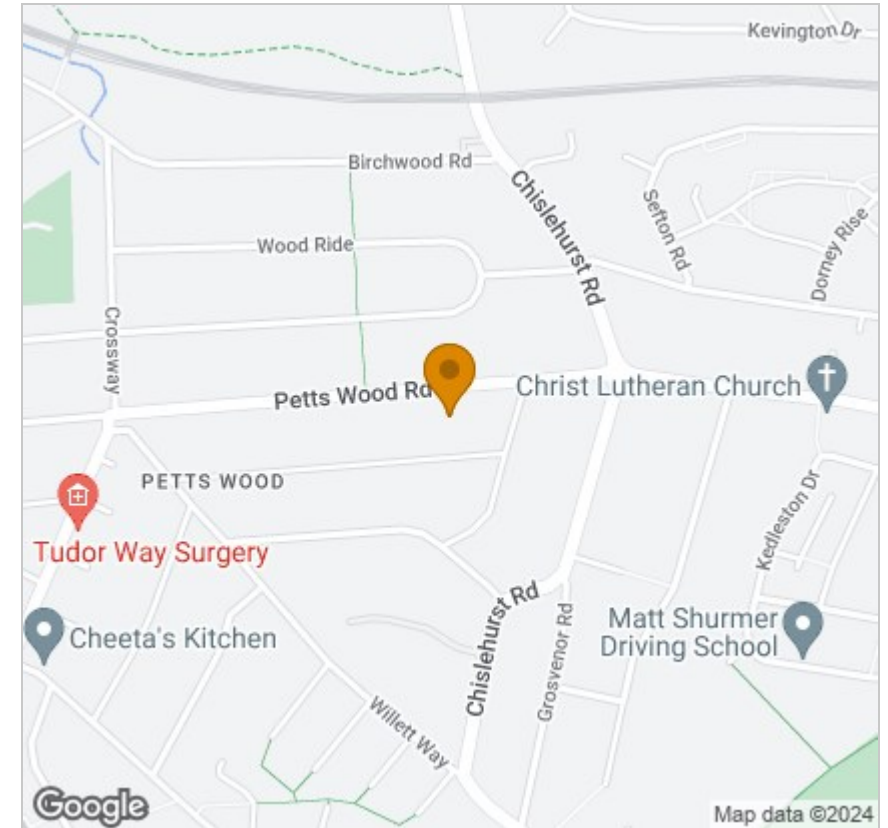 Kevington Dr
Birchwood Rd
Chislehurst Rd
Sefton Rd
Wood Ride
Dorney Rise
Crossway
Petts Wood Rd
Christ Lutheran Church
PETTS WOOD
Kedleston Dr
Tudor Way Surgery
Chislehurst Rd
Grosvenor Rd
Matt Shurmer
Driving School
Cheeta's Kitchen
Willett Way
Google
Map data ©2024